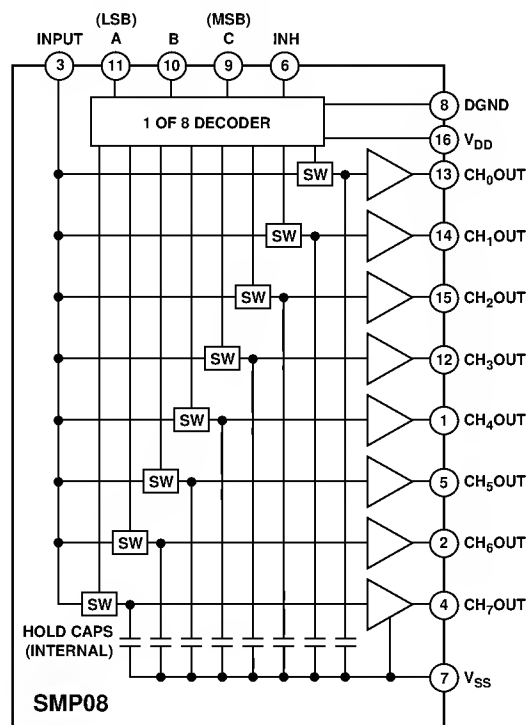 (LSB) (MSB)
INPUT A B C INH
3 11 10 9 6
8 DGND
1 OF 8 DECODER
16 V_DD
SW 13 CH₀OUT
SW 14 CH₁OUT
SW 15 CH₂OUT
SW 12 CH₃OUT
SW 1 CH₄OUT
SW 5 CH₅OUT
SW 2 CH₆OUT
SW 4 CH₇OUT
HOLD CAPS
(INTERNAL)
7 V_SS
SMP08